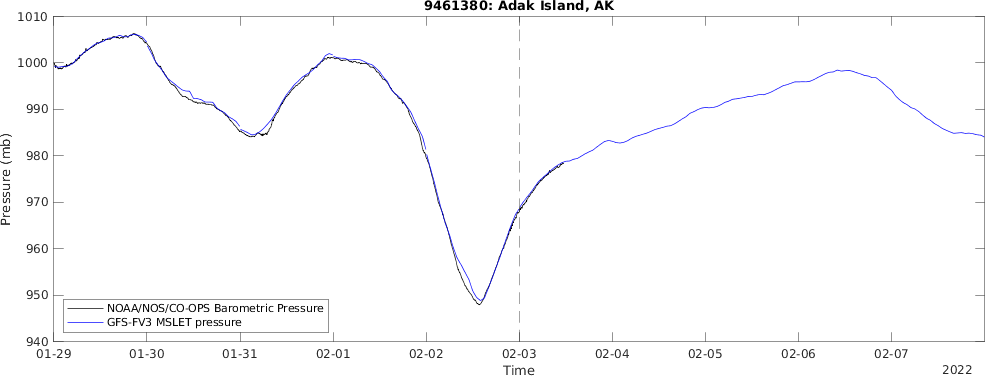 9461380: Adak Island, AK
Pressure (mb)
1010
1000
990
980
970
960
950
940
NOAA/NOS/CO-OPS Barometric Pressure
GFS-FV3 MSLET pressure
01-29 01-30 01-31 02-01 02-02 02-03 02-04 02-05 02-06 02-07
Time
2022